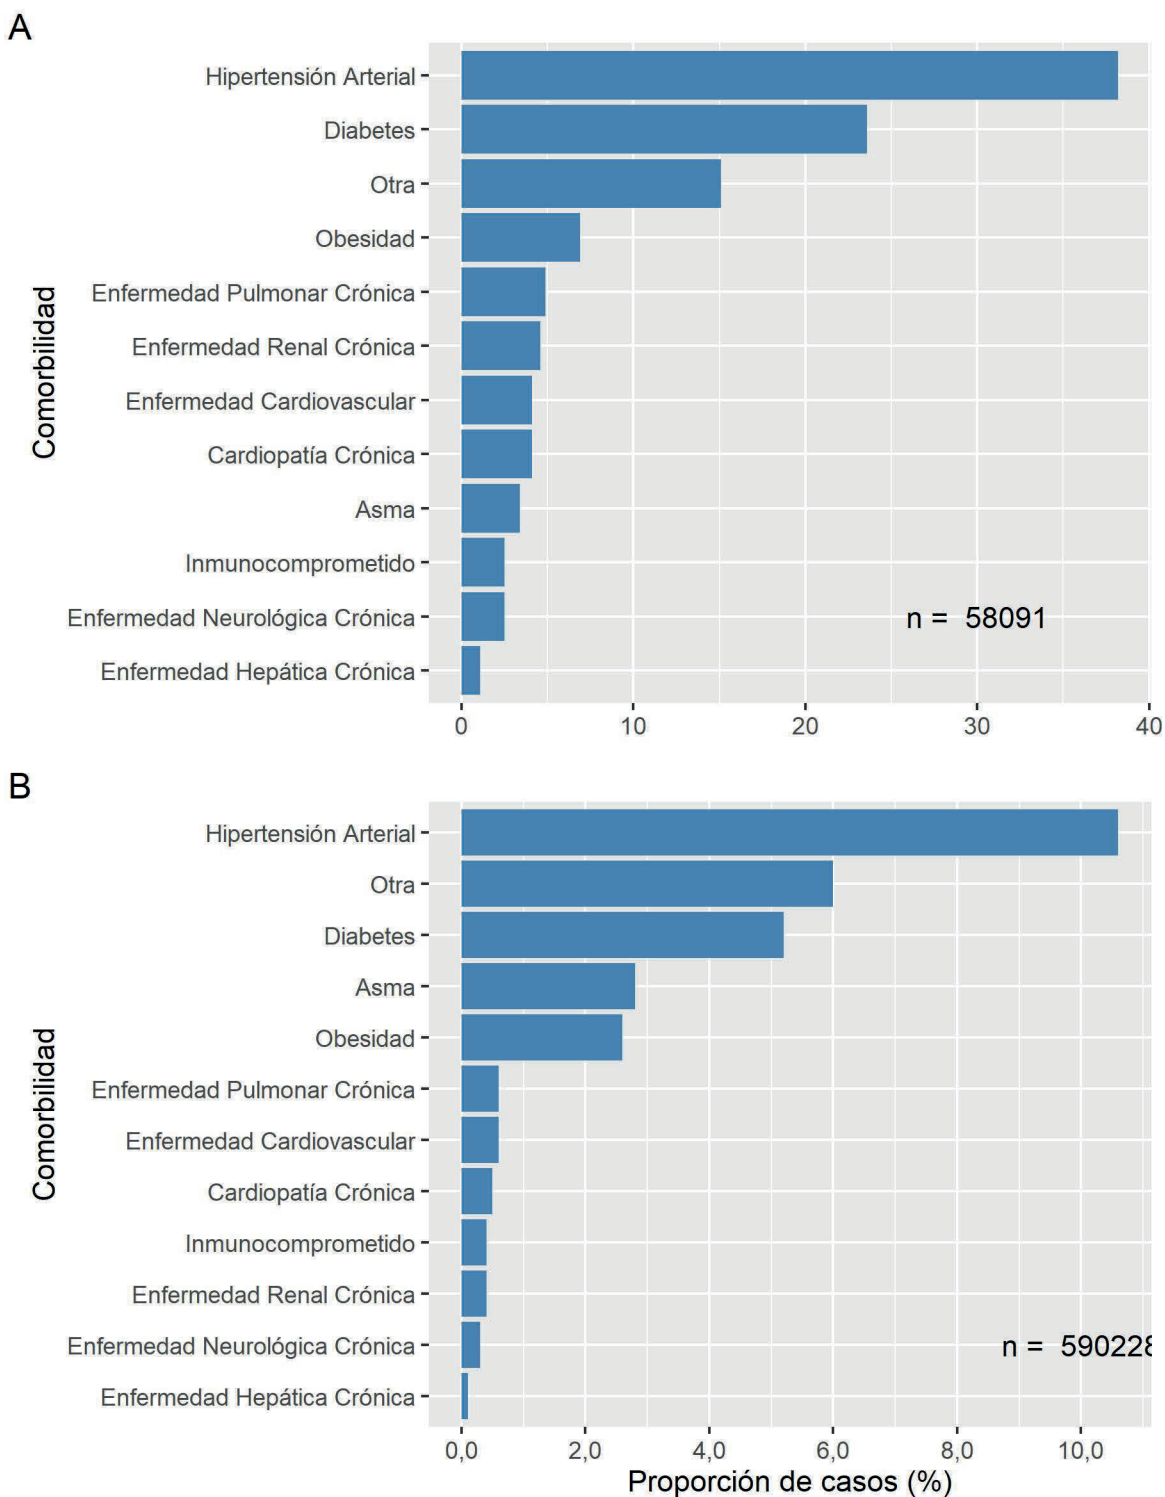 A
Hipertensión Arterial
Diabetes
Otra
Obesidad
Enfermedad Pulmonar Crónica
Enfermedad Renal Crónica
Enfermedad Cardiovascular
Cardiopatía Crónica
Asma
Inmunocomprometido
Enfermedad Neurológica Crónica
Enfermedad Hepática Crónica
Comorbilidad
n = 58091
0 10 20 30 40
B
Hipertensión Arterial
Otra
Diabetes
Asma
Obesidad
Enfermedad Pulmonar Crónica
Enfermedad Cardiovascular
Cardiopatía Crónica
Inmunocomprometido
Enfermedad Renal Crónica
Enfermedad Neurológica Crónica
Enfermedad Hepática Crónica
Comorbilidad
n = 590228
0,0 2,0 4,0 6,0 8,0 10,0
Proporción de casos (%)